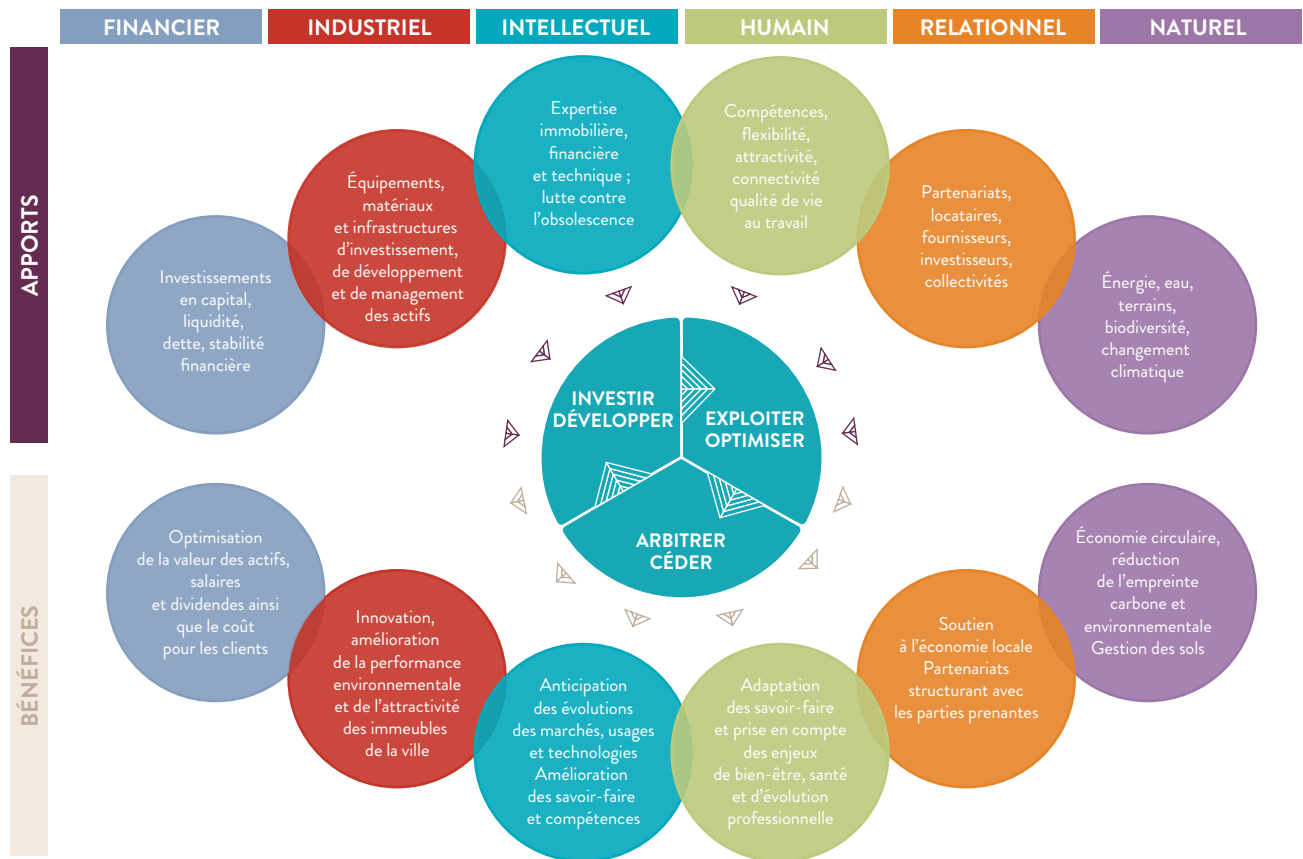 FINANCIER
INDUSTRIEL
INTELLECTUEL
HUMAIN
RELATIONNEL
NATUREL
APPORTS
Investissements
en capital,
liquidité,
dette, stabilité
financière
Équipements,
matériaux
et infrastructures
d'investissement,
de développement
et de management
des actifs
Expertise
immobilière,
financière
et technique ;
lutte contre
l'obsolescence
Compétences,
flexibilité,
attractivité,
connectivité
qualité de vie
au travail
Partenariats,
locataires,
fournisseurs,
investisseurs,
collectivités
Énergie, eau,
terrains,
biodiversité,
changement
climatique
INVESTIR
DÉVELOPPER
EXPLOITER
OPTIMISER
ARBITRER
CÉDER
BÉNÉFICES
Optimisation
de la valeur des actifs,
salaires
et dividendes ainsi
que le coût
pour les clients
Innovation,
amélioration
de la performance
environnementale
et de l'attractivité
des immeubles
de la ville
Anticipation
des évolutions
des marchés, usages
et technologies
Amélioration
des savoir-faire
et compétences
Adaptation
des savoir-faire
et prise en compte
des enjeux
de bien-être, santé
et d'évolution
professionnelle
Soutien
à l'économie locale
Partenariats
structurant avec
les parties prenantes
Économie circulaire,
réduction
de l'empreinte
carbone et
environnementale
Gestion des sols